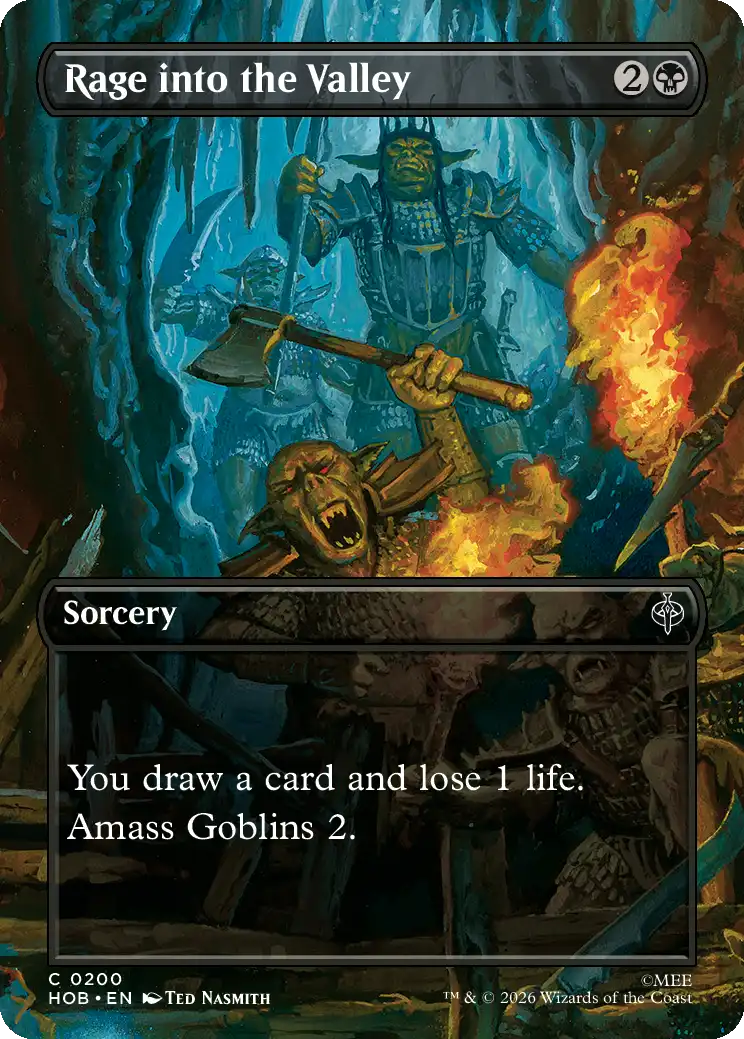 Rage into the Valley 2
Sorcery
You draw a card and lose 1 life.
Amass Goblins 2.
C 0200 ©MEE
HOB • EN Ted Nasmith ™ & © 2026 Wizards of the Coast